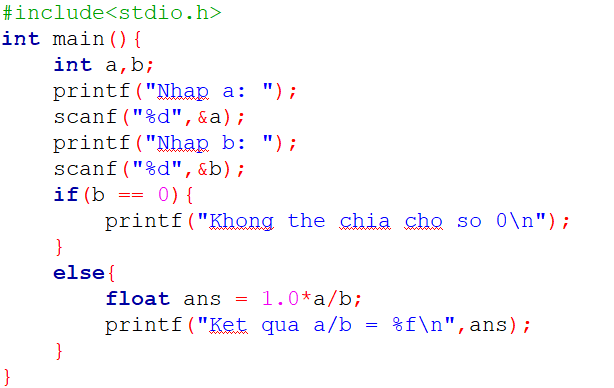 #include<stdio.h>
int main(){
    int a,b;
    printf("Nhap a: ");
    scanf("%d",&a);
    printf("Nhap b: ");
    scanf("%d",&b);
    if(b == 0){
        printf("Khong the chia cho so 0\n");
    }
    else{
        float ans = 1.0*a/b;
        printf("Ket qua a/b = %f\n",ans);
    }
}